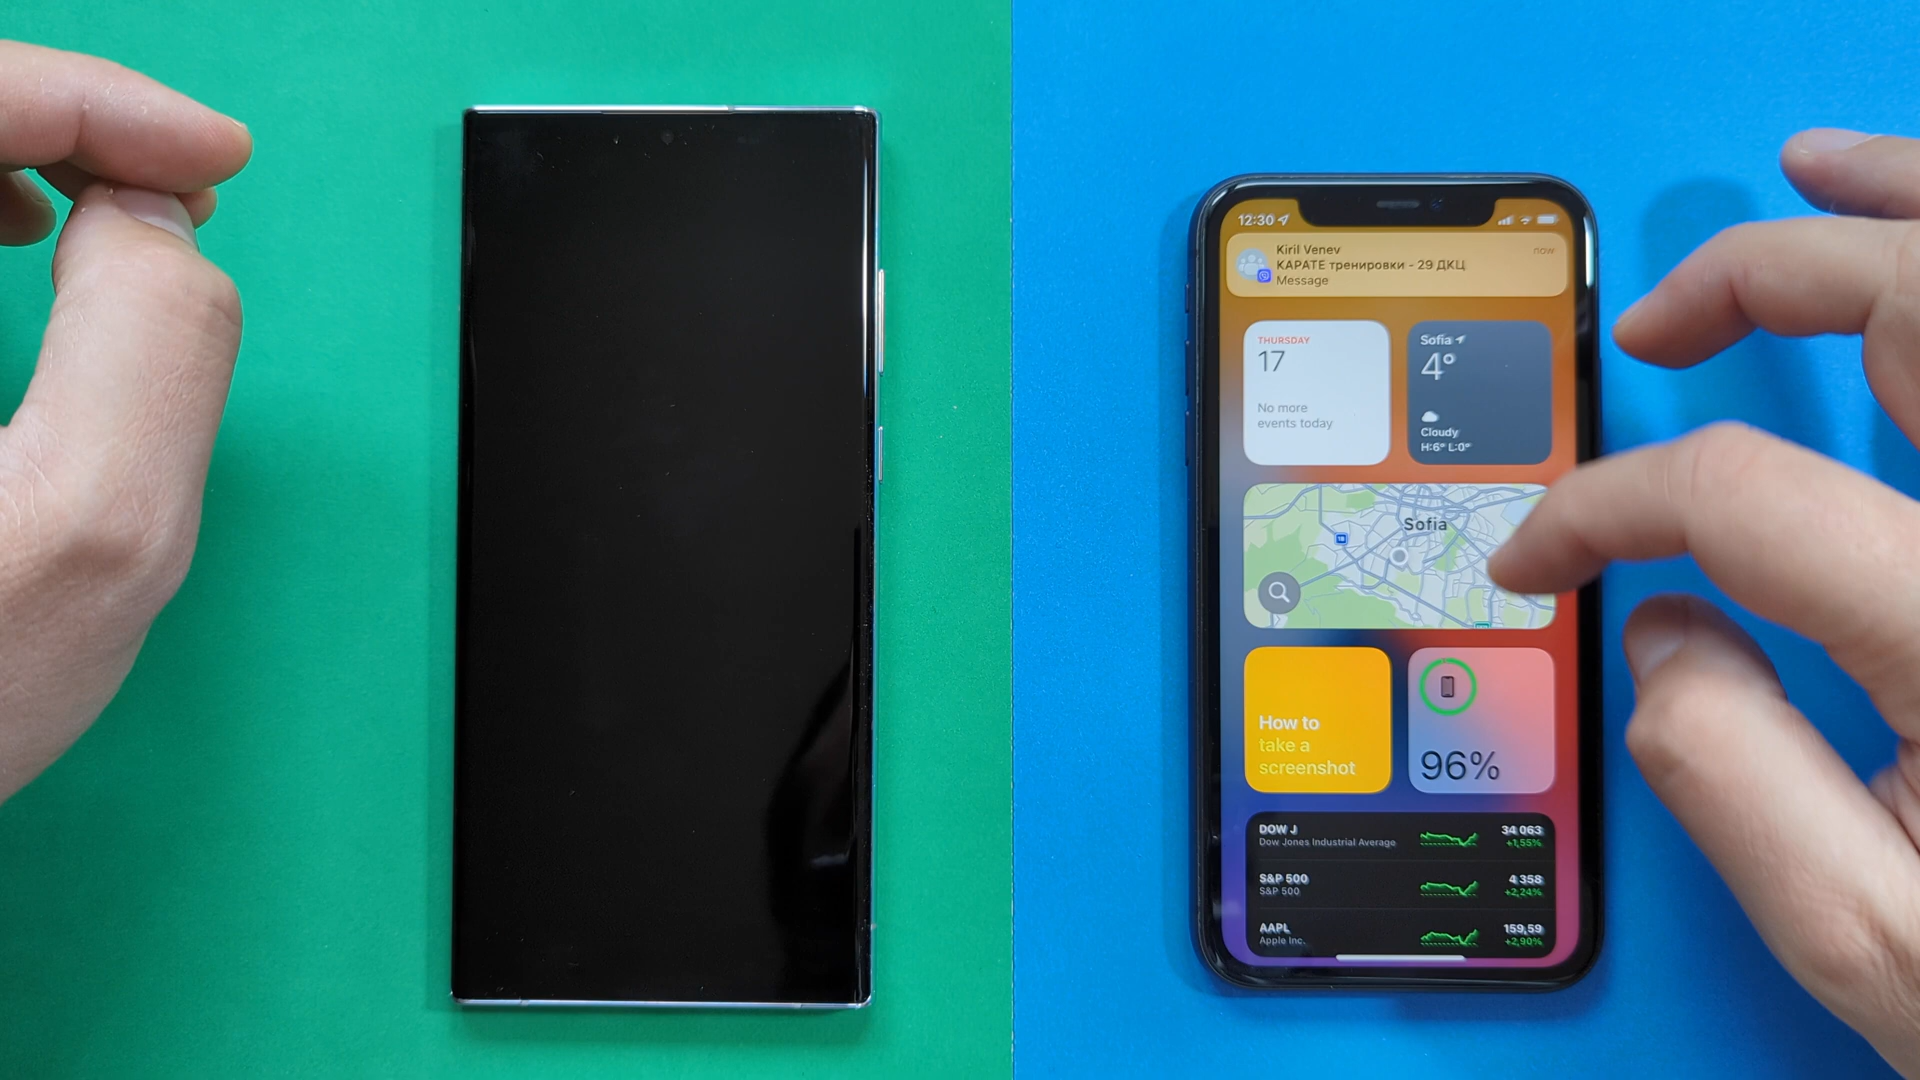 12:30
Kiril Venev
now
КАРАТЕ тренировки - 29 ДКЦ
Message
THURSDAY
17
No more
events today
Sofia
4°
Cloudy
H:6° L:0°
Sofia
18
How to
take a
screenshot
96%
DOW J
Dow Jones Industrial Average
34 063
+1,55%
S&P 500
S&P 500
4 358
+2,24%
AAPL
Apple Inc.
159,59
+2,90%